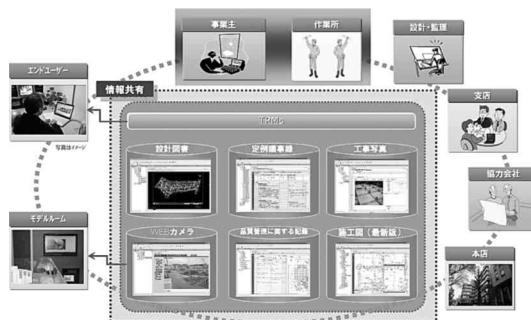 事業主
作業所
設計・監理
エンドユーザー
情報共有
支店
写真はイメージ
TRMS
設計図書
定例議事録
工事写真
協力会社
モデルルーム
WEBカメラ
品質管理に関する記録
施工図（最新版）
本店